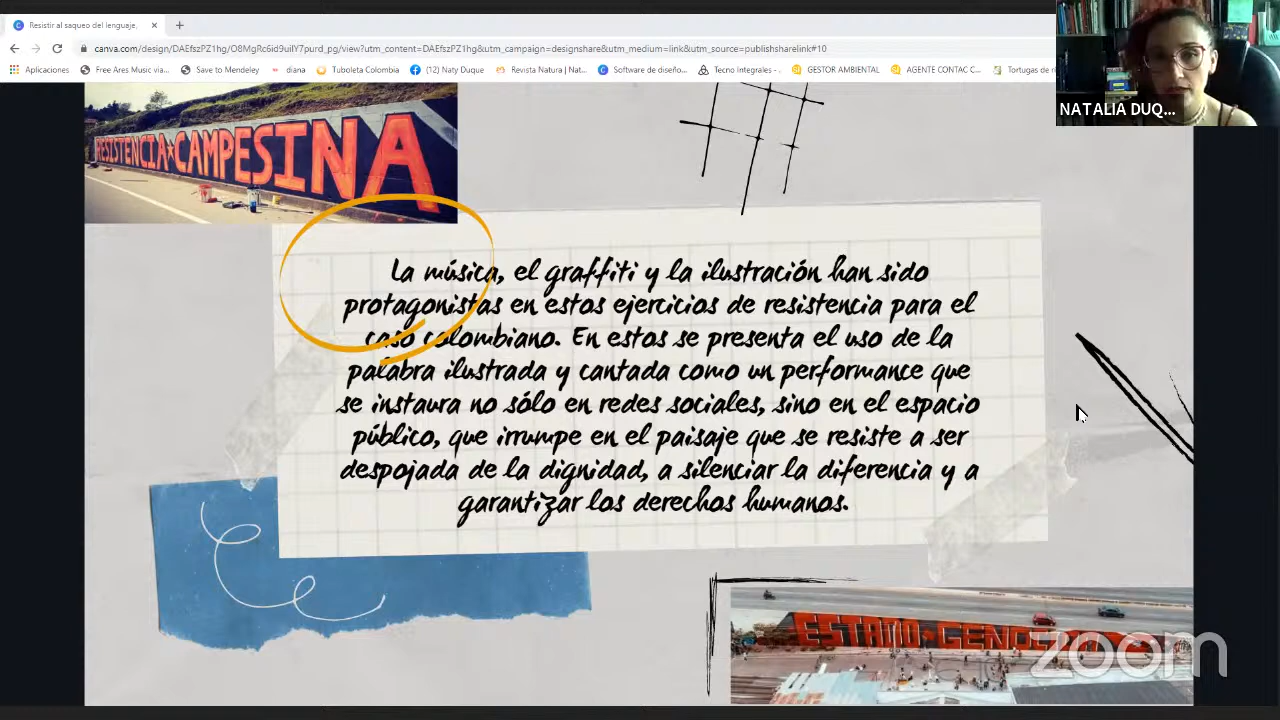 Resistir al saqueo del lenguaje,
canva.com/design/DAEfszPZ1hg/O8MgRc6id9uilY7purd_pg/view?utm_content=DAEfszPZ1hg&utm_campaign=designshare&utm_medium=link&utm_source=publishsharelink#10
Aplicaciones
Free Ares Music via...
Save to Mendeley
diana
Tuboleta Colombia
(12) Naty Duque
Revista Natura | Nat...
Software de diseño...
Tecno integrales - ...
GESTOR AMBIENTAL
AGENTE CONTAC C...
Tortugas de
NATALIA DUQ...
RESISTENCIA CAMPESINA
La música, el graffiti y la ilustración han sido
protagonistas en estos ejercicios de resistencia para el
caso colombiano. En estos se presenta el uso de la
palabra ilustrada y cantada como un performance que
se instaura no sólo en redes sociales, sino en el espacio
público, que irrumpe en el paisaje que se resiste a ser
despojada de la dignidad, a silenciar la diferencia y a
garantizar los derechos humanos.
ESTADO
zoom